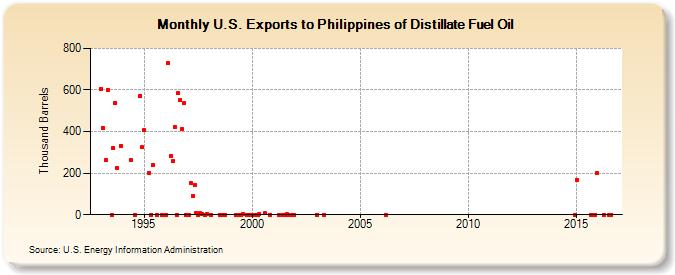 Monthly U.S. Exports to Philippines of Distillate Fuel Oil
Thousand Barrels
800
600
400
200
0
1995 2000 2005 2010 2015
Source: U.S. Energy Information Administration